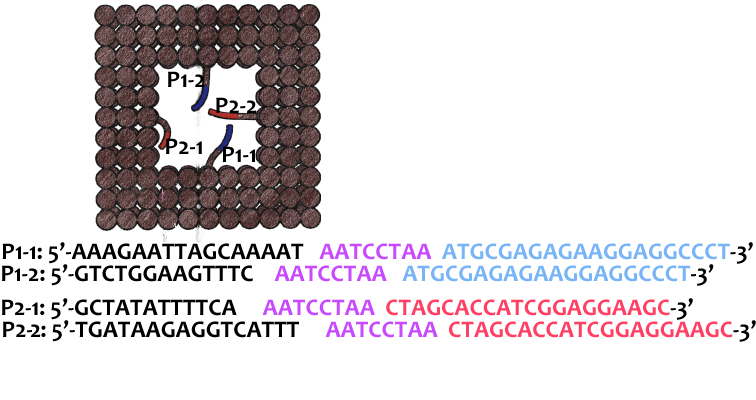 P1-2
P2-2
P2-1
P1-1
P1-1: 5’-AAAGAATTAGCAAAAT AATCCTAA ATGCGAGAGAAGGAGGCCCT-3’
P1-2: 5’-GTCTGGAAGTTTC AATCCTAA ATGCGAGAGAAGGAGGCCCT-3’
P2-1: 5’-GCTATATTTTCA AATCCTAA CTAGCACCATCGGAGGAAGC-3’
P2-2: 5’-TGATAAGAGGTCATTT AATCCTAA CTAGCACCATCGGAGGAAGC-3’